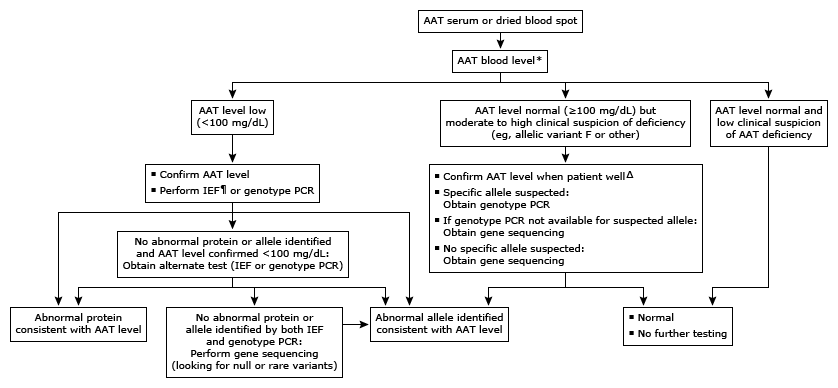 AAT serum or dried blood spot
AAT blood level*
AAT level low
(<100 mg/dL)
AAT level normal (≥100 mg/dL) but
moderate to high clinical suspicion of deficiency
(eg, allelic variant F or other)
AAT level normal and
low clinical suspicion
of AAT deficiency
▪ Confirm AAT level
▪ Perform IEF¶ or genotype PCR
▪ Confirm AAT level when patient wellΔ
▪ Specific allele suspected:
Obtain genotype PCR
▪ If genotype PCR not available for suspected allele:
Obtain gene sequencing
▪ No specific allele suspected:
Obtain gene sequencing
No abnormal protein or allele identified
and AAT level confirmed <100 mg/dL:
Obtain alternate test (IEF or genotype PCR)
Abnormal protein
consistent with AAT level
No abnormal protein or
allele identified by both IEF
and genotype PCR:
Perform gene sequencing
(looking for null or rare variants)
Abnormal allele identified
consistent with AAT level
▪ Normal
▪ No further testing